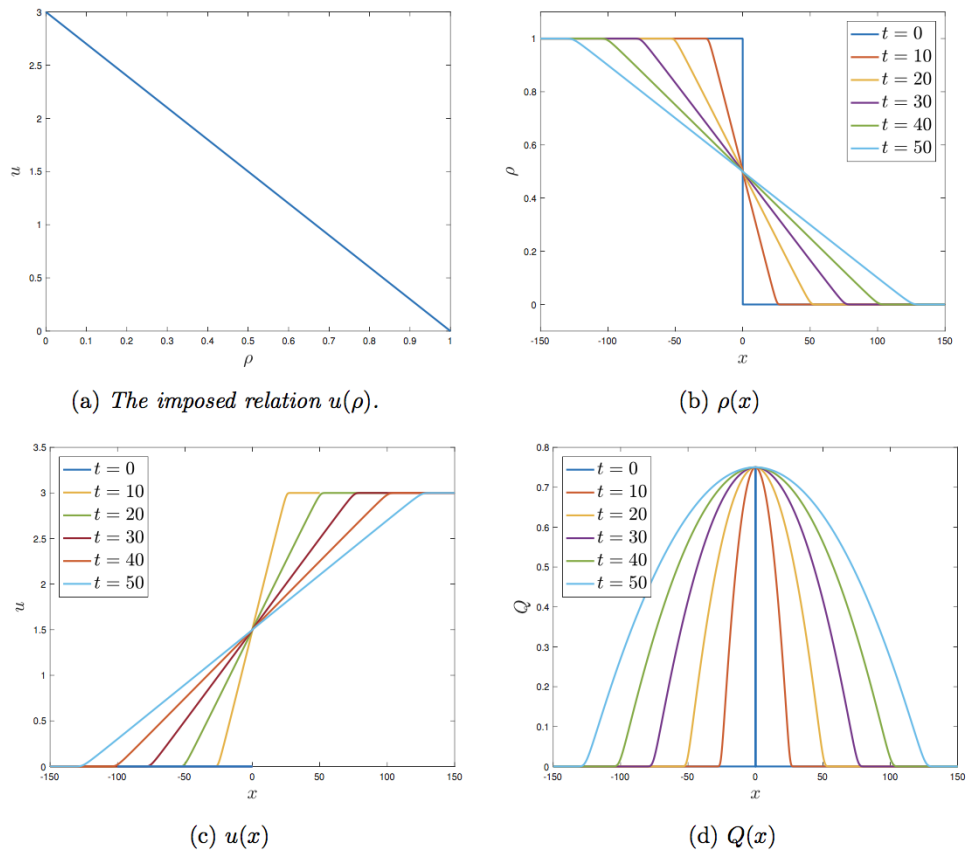 3
2.5
2
1.5
1
0.5
0
u
0 0.1 0.2 0.3 0.4 0.5 0.6 0.7 0.8 0.9 1
ρ
(a) The imposed relation u(ρ).
1
0.8
0.6
0.4
0.2
0
ρ
t = 0
t = 10
t = 20
t = 30
t = 40
t = 50
-150 -100 -50 0 50 100 150
x
(b) ρ(x)
3.5
3
2.5
2
1.5
1
0.5
0
u
t = 0
t = 10
t = 20
t = 30
t = 40
t = 50
-150 -100 -50 0 50 100 150
x
(c) u(x)
0.8
0.7
0.6
0.5
0.4
0.3
0.2
0.1
0
Q
t = 0
t = 10
t = 20
t = 30
t = 40
t = 50
-150 -100 -50 0 50 100 150
x
(d) Q(x)